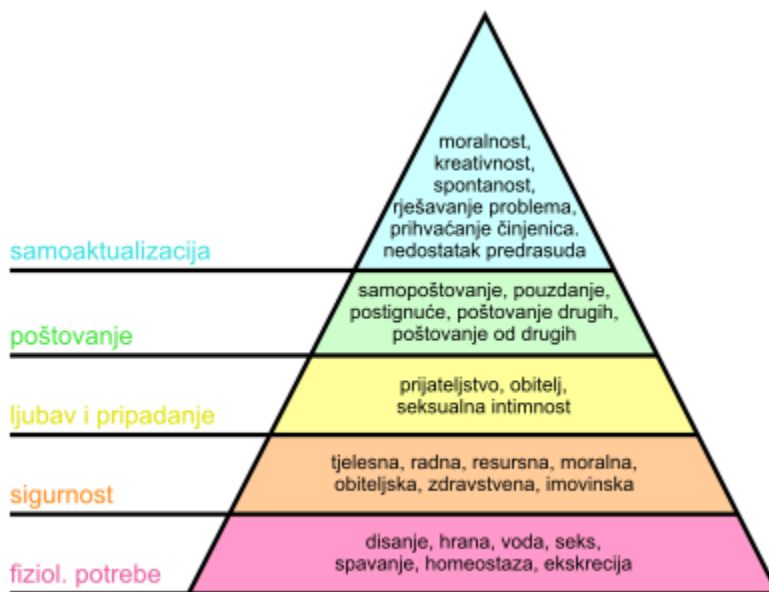 moralnost,
kreativnost,
spontanost,
rješavanje problema,
prihvaćanje činjenica.
nedostatak predrasuda
samoaktualizacija
samopoštovanje, pouzdanje,
postignuće, poštovanje drugih,
poštovanje od drugih
poštovanje
prijateljstvo, obitelj,
seksualna intimnost
ljubav i pripadanje
tjelesna, radna, resursna, moralna,
obiteljska, zdravstvena, imovinska
sigurnost
disanje, hrana, voda, seks,
spavanje, homeostaza, ekskrecija
fiziol. potrebe